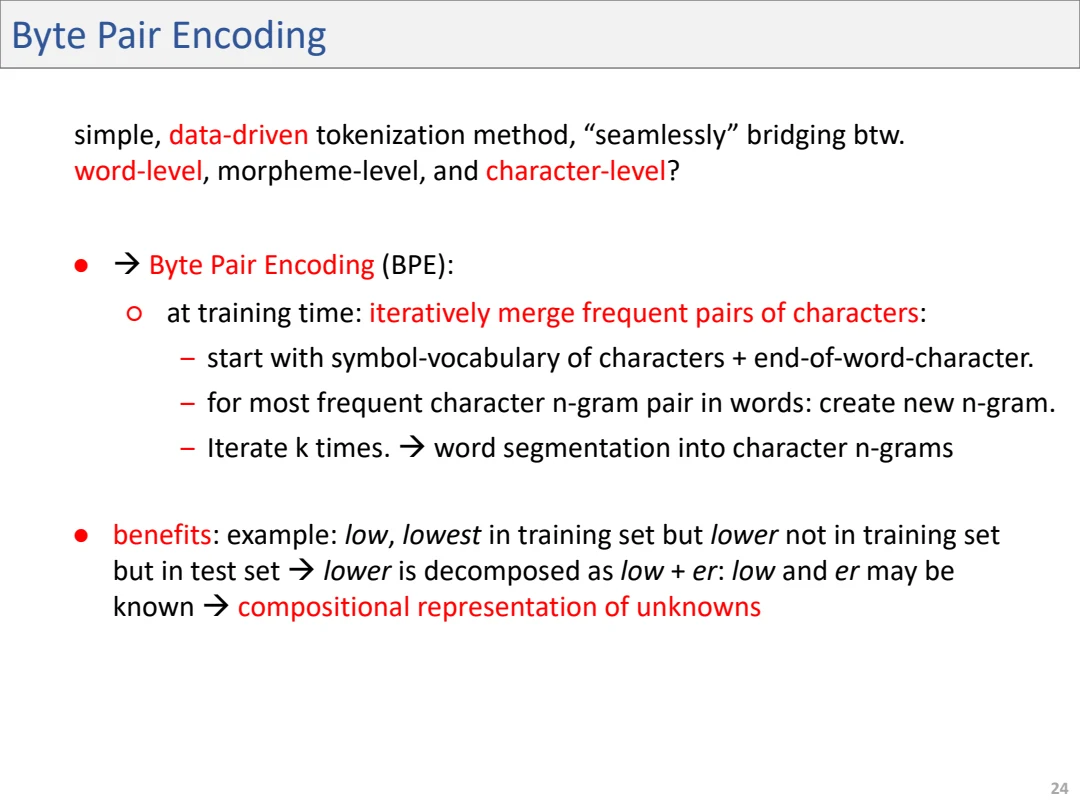 Byte Pair Encoding
simple, data-driven tokenization method, “seamlessly” bridging btw.
word-level, morpheme-level, and character-level?
● → Byte Pair Encoding (BPE):
○ at training time: iteratively merge frequent pairs of characters:
– start with symbol-vocabulary of characters + end-of-word-character.
– for most frequent character n-gram pair in words: create new n-gram.
– Iterate k times. → word segmentation into character n-grams
● benefits: example: low, lowest in training set but lower not in training set
but in test set → lower is decomposed as low + er: low and er may be
known → compositional representation of unknowns
24